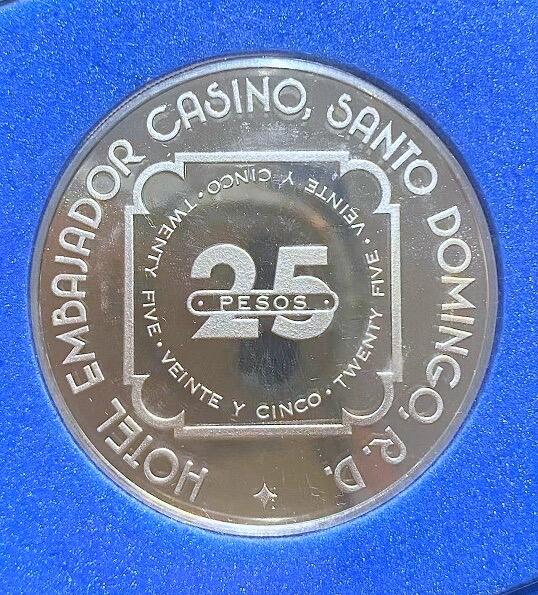 HOTEL EMBAJADOR CASINO, SANTO DOMINGO, R. D.
TWENTY FIVE · VEINTE Y CINCO · TWENTY FIVE · VEINTE Y CINCO ·
25
· PESOS ·